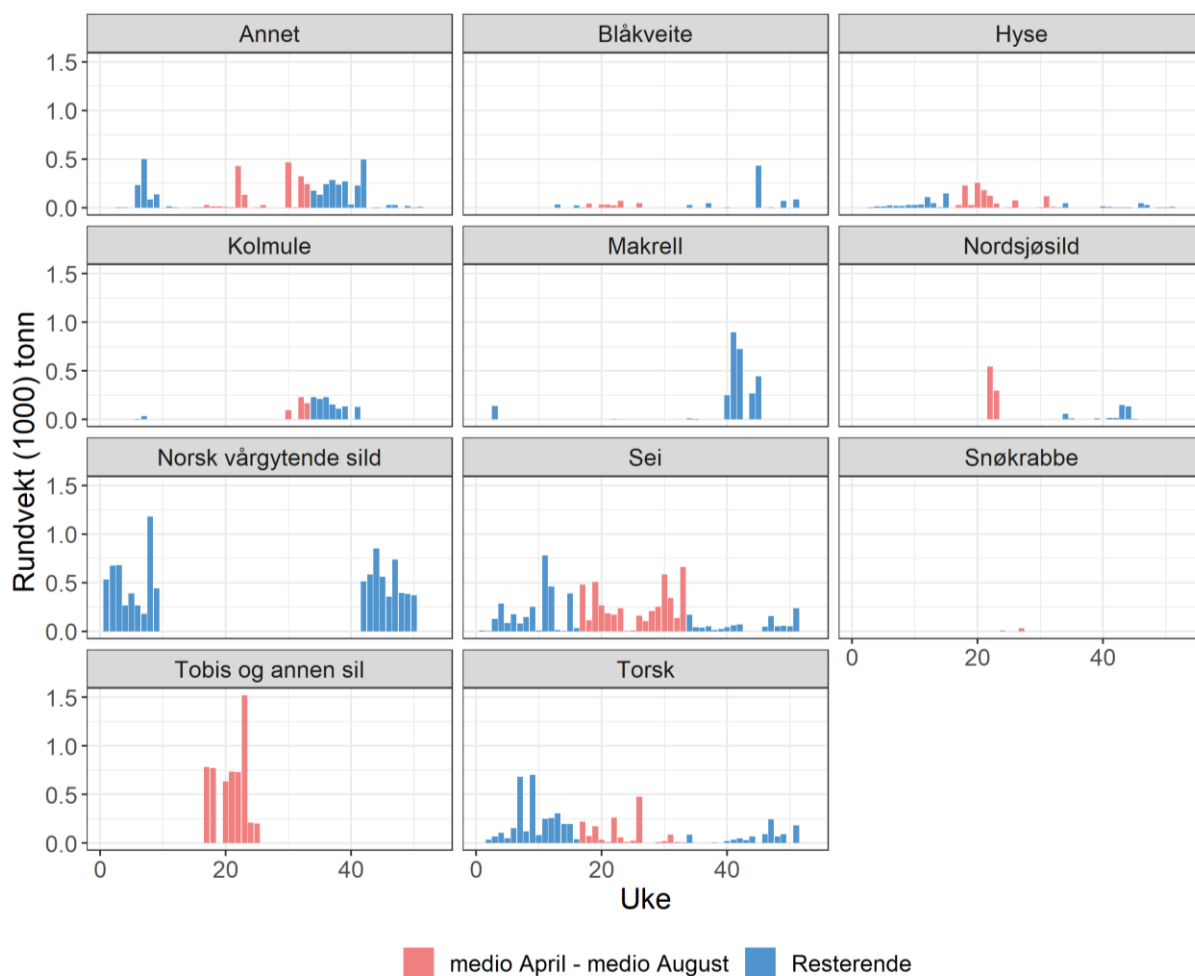 Annet Blåkveite Hyse
1.5
1.0
0.5
0.0
Kolmule Makrell Nordsjøsild
1.5
1.0
0.5
0.0
Rundvekt (1000) tonn
Norsk vårgytende sild Sei Snøkrabbe
1.5
1.0
0.5
0.0
0 20 40
Tobis og annen sil Torsk
1.5
1.0
0.5
0.0
0 20 40 0 20 40
Uke
medio April - medio August Resterende